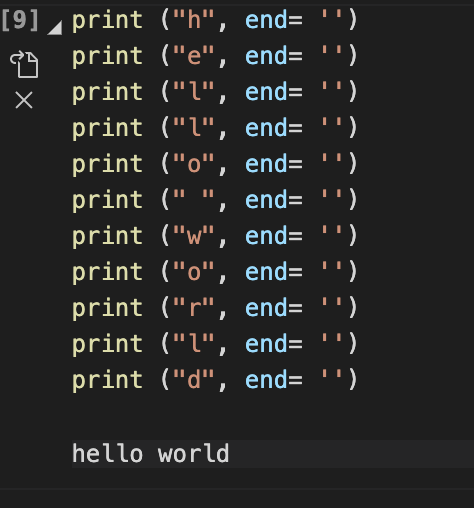 [9] print ("h", end= '')
print ("e", end= '')
print ("l", end= '')
print ("l", end= '')
print ("o", end= '')
print (" ", end= '')
print ("w", end= '')
print ("o", end= '')
print ("r", end= '')
print ("l", end= '')
print ("d", end= '')
hello world